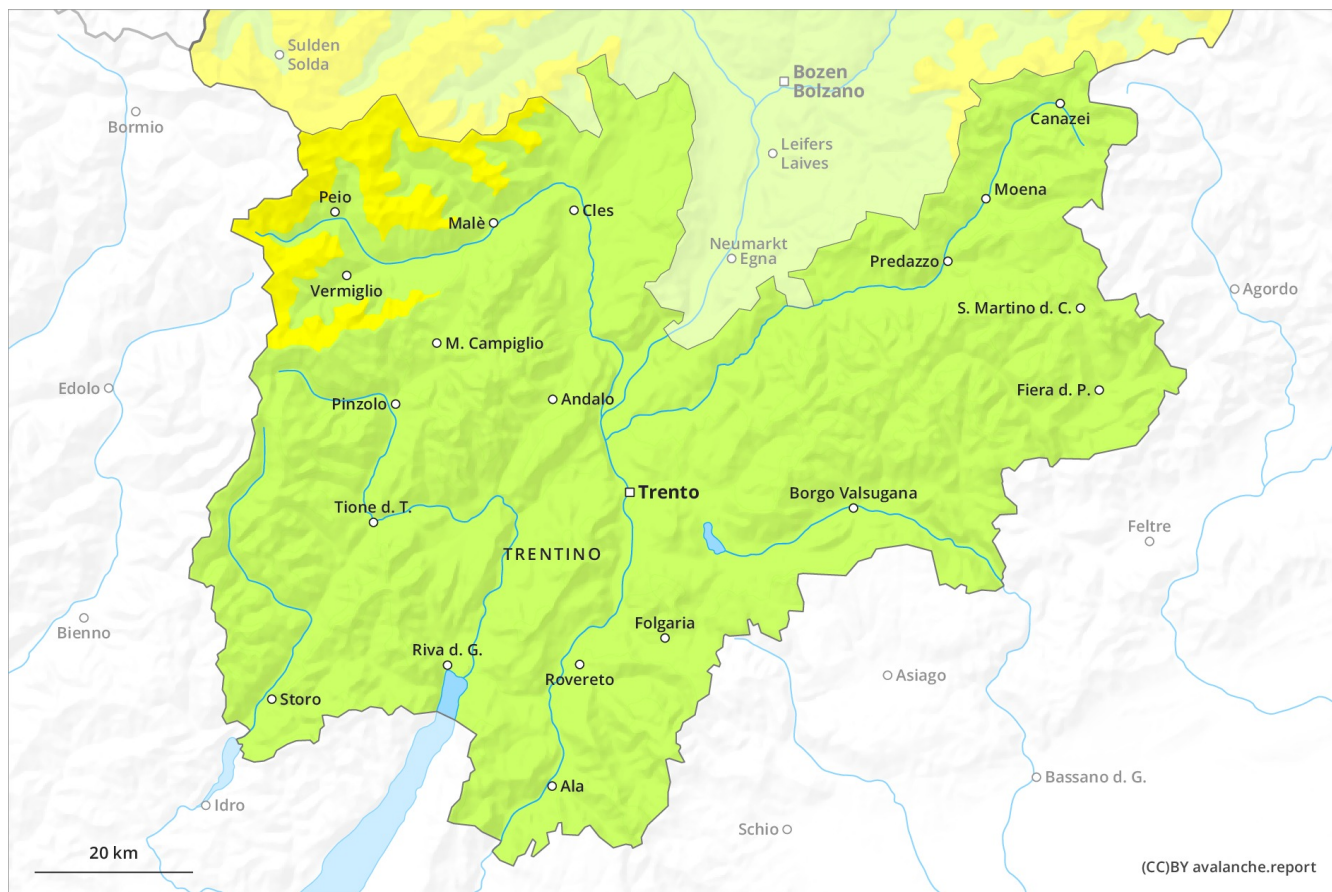 Sulden
Solda
Bozen
Bolzano
Bormio
Canazei
Leifers
Laives
Moena
Peio
Malè
Cles
Neumarkt
Egna
Predazzo
Vermiglio
Agordo
S. Martino d. C.
M. Campiglio
Edolo
Andalo
Fiera d. P.
Pinzolo
Trento
Borgo Valsugana
Tione d. T.
Feltre
TRENTINO
Bienno
Folgaria
Riva d. G.
Asiago
Rovereto
Storo
Bassano d. G.
Ala
Idro
Schio
20 km
(CC)BY avalanche.report